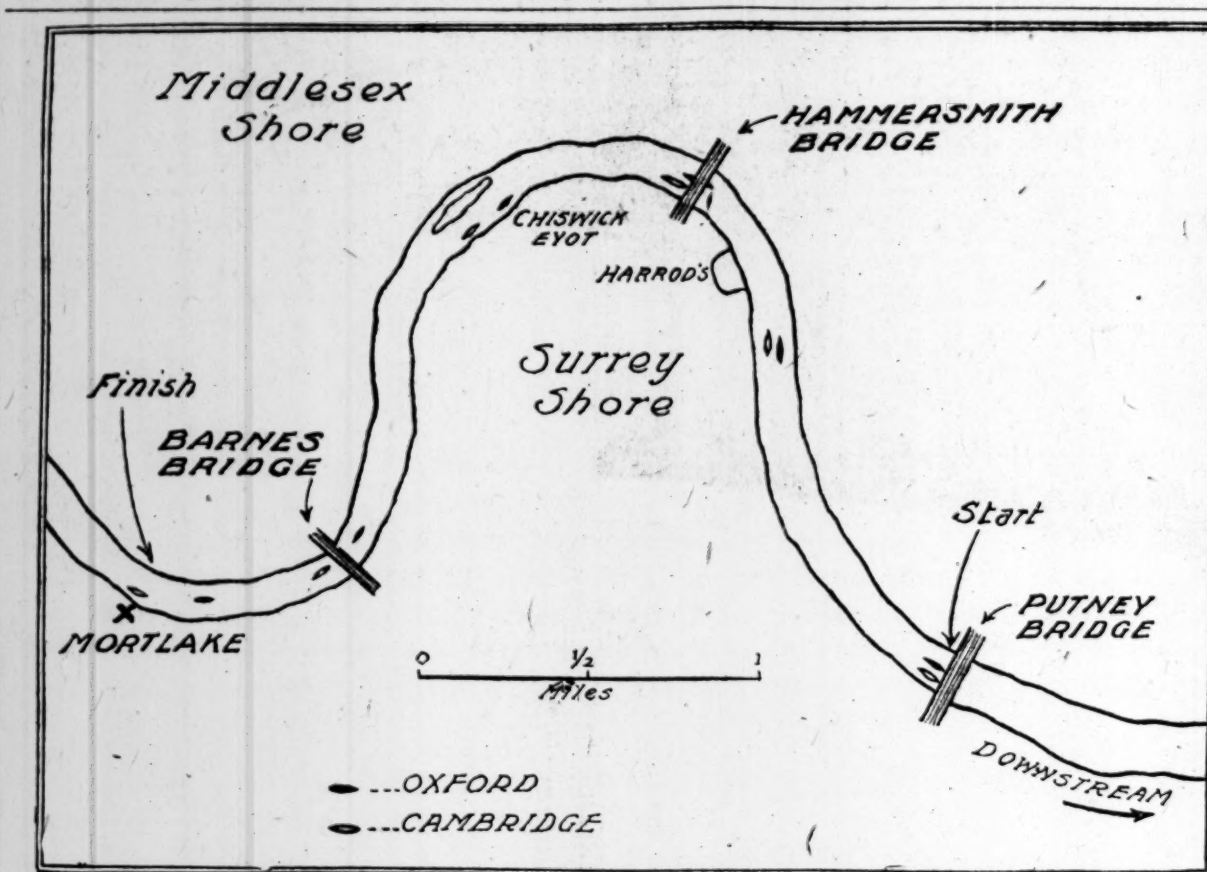 Middlesex
Shore
HAMMERSMITH
BRIDGE
CHISWICK
EYOT
HARROD'S
Surrey
Shore
Finish
BARNES
BRIDGE
Start
PUTNEY
BRIDGE
MORTLAKE
0 1/2 1
Miles
DOWNSTREAM
...OXFORD
...CAMBRIDGE